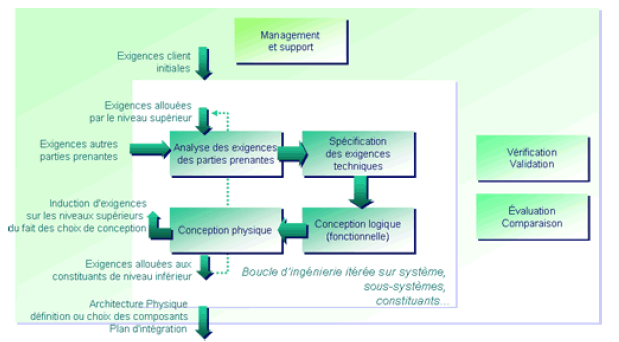 Management
et support
Exigences client
initiales
Exigences allouées
par le niveau supérieur
Exigences autres
parties prenantes
Analyse des exigences
des parties prenantes
Spécification
des exigences
techniques
Vérification
Validation
Induction d'exigences
sur les niveaux supérieurs
du fait des choix de conception
Conception physique
Conception logique
(fonctionnelle)
Évaluation
Comparaison
Exigences allouées aux
constituants de niveau inférieur
Boucle d'ingénierie itérée sur système,
sous-systèmes,
constituants...
Architecture Physique
définition ou choix des composants
Plan d'intégration